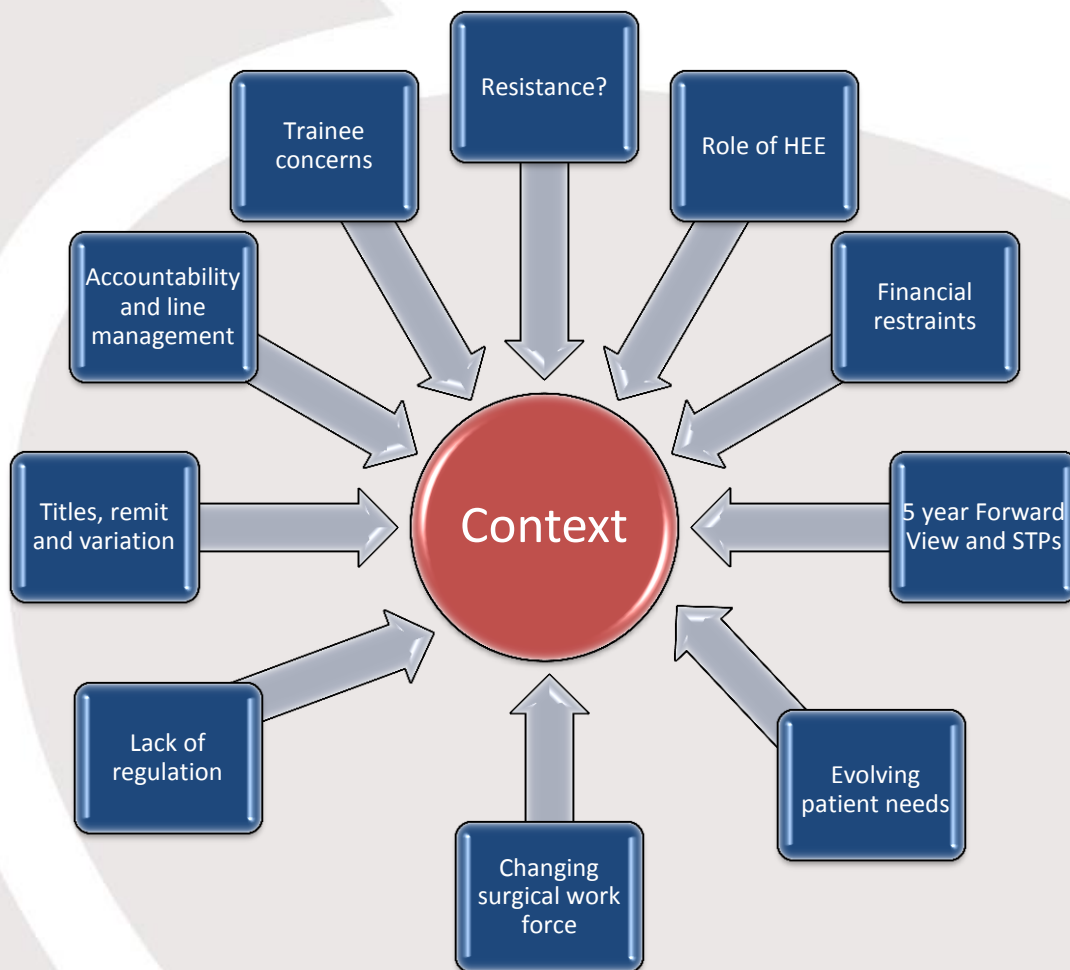 Resistance?
Role of HEE
Financial
restraints
5 year Forward
View and STPs
Evolving
patient needs
Changing
surgical work
force
Lack of
regulation
Titles, remit
and variation
Accountability
and line
management
Trainee
concerns
Context